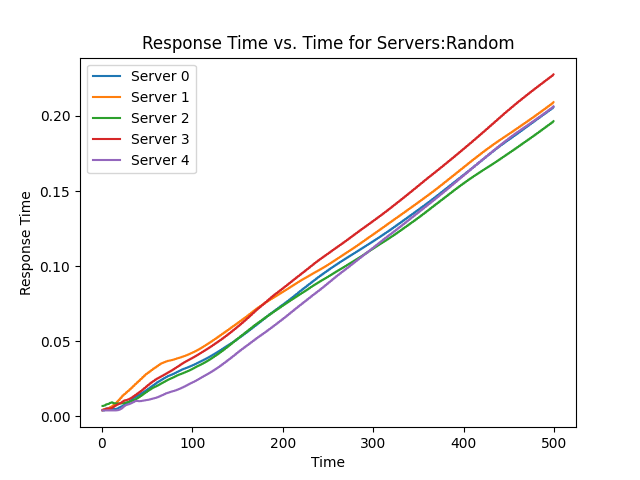 Response Time vs. Time for Servers:Random
Server 0
Server 1
Server 2
Server 3
Server 4
Response Time
0.20
0.15
0.10
0.05
0.00
0 100 200 300 400 500
Time